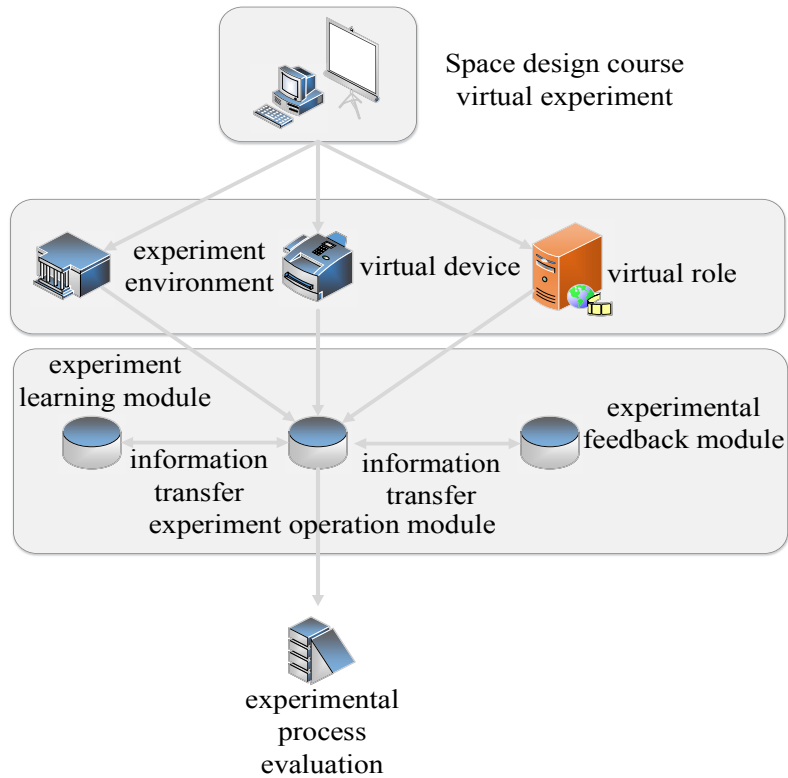 Space design course
virtual experiment
experiment
environment
virtual device
virtual role
experiment
learning module
experimental
feedback module
information
transfer
information
transfer
experiment operation module
experimental
process
evaluation